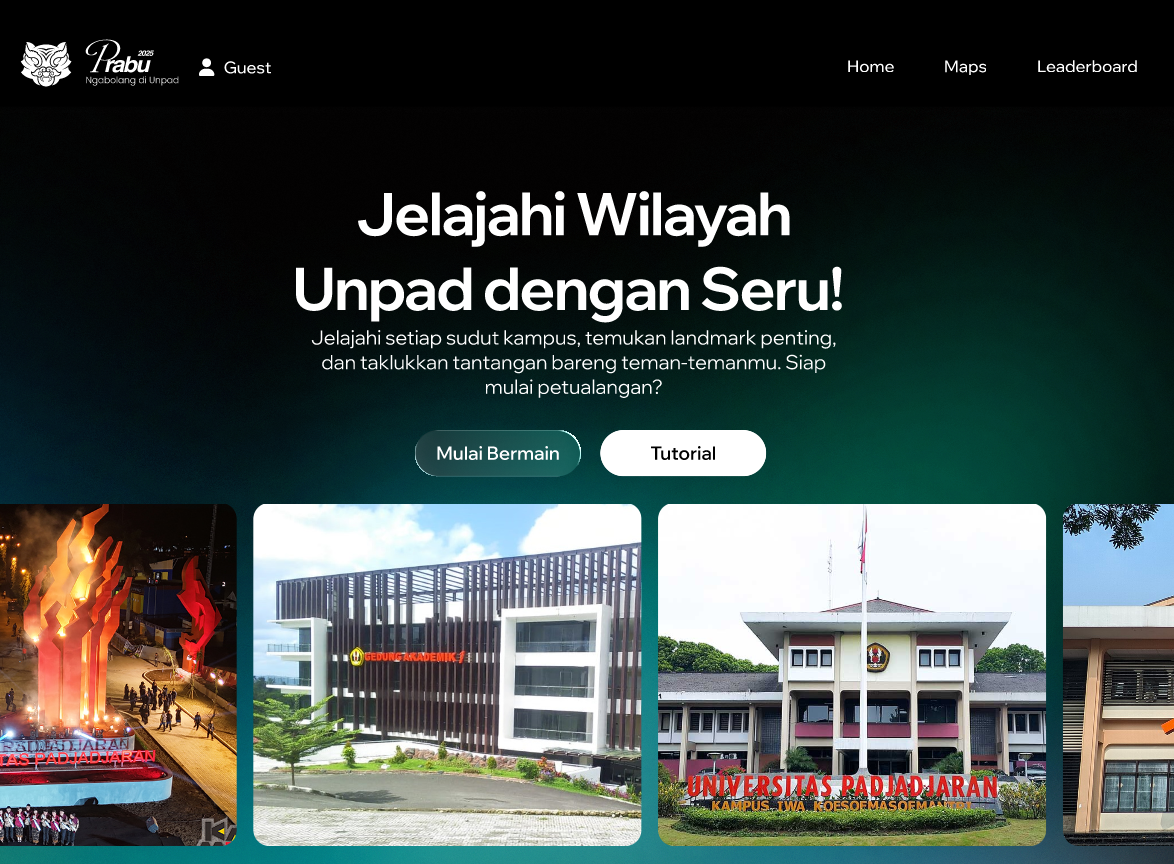 Prabu 2025
Ngabolang di Unpad
Guest
Home
Maps
Leaderboard
Jelajahi Wilayah
Unpad dengan Seru!
Jelajahi setiap sudut kampus, temukan landmark penting,
dan taklukkan tantangan bareng teman-temanmu. Siap
mulai petualangan?
Mulai Bermain
Tutorial
PADJADJARAN
TAS PADJADJARAN
GEDUNG AKADEMIK
UNIVERSITAS PADJADJARAN
KAMPUS IWA KOESOEMASOEMANTRI